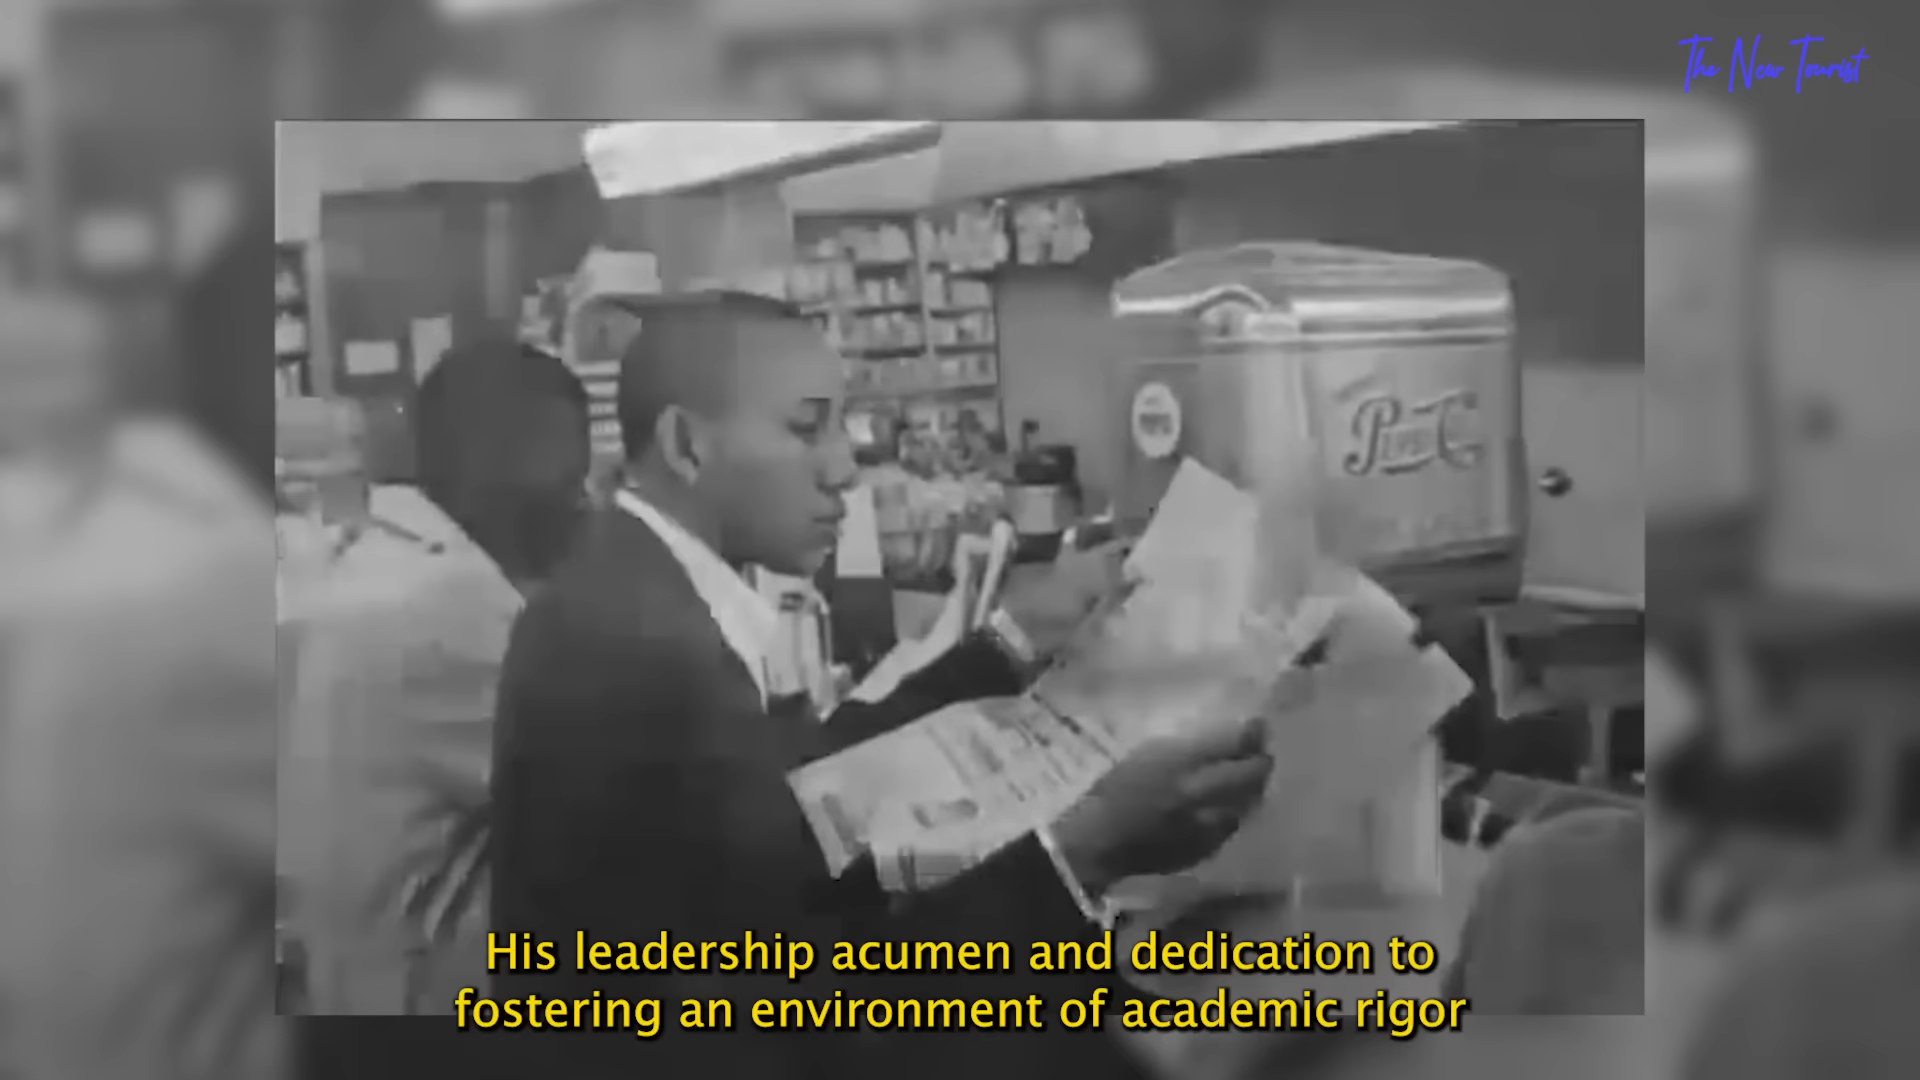 The New Tourist
His leadership acumen and dedication to
fostering an environment of academic rigor